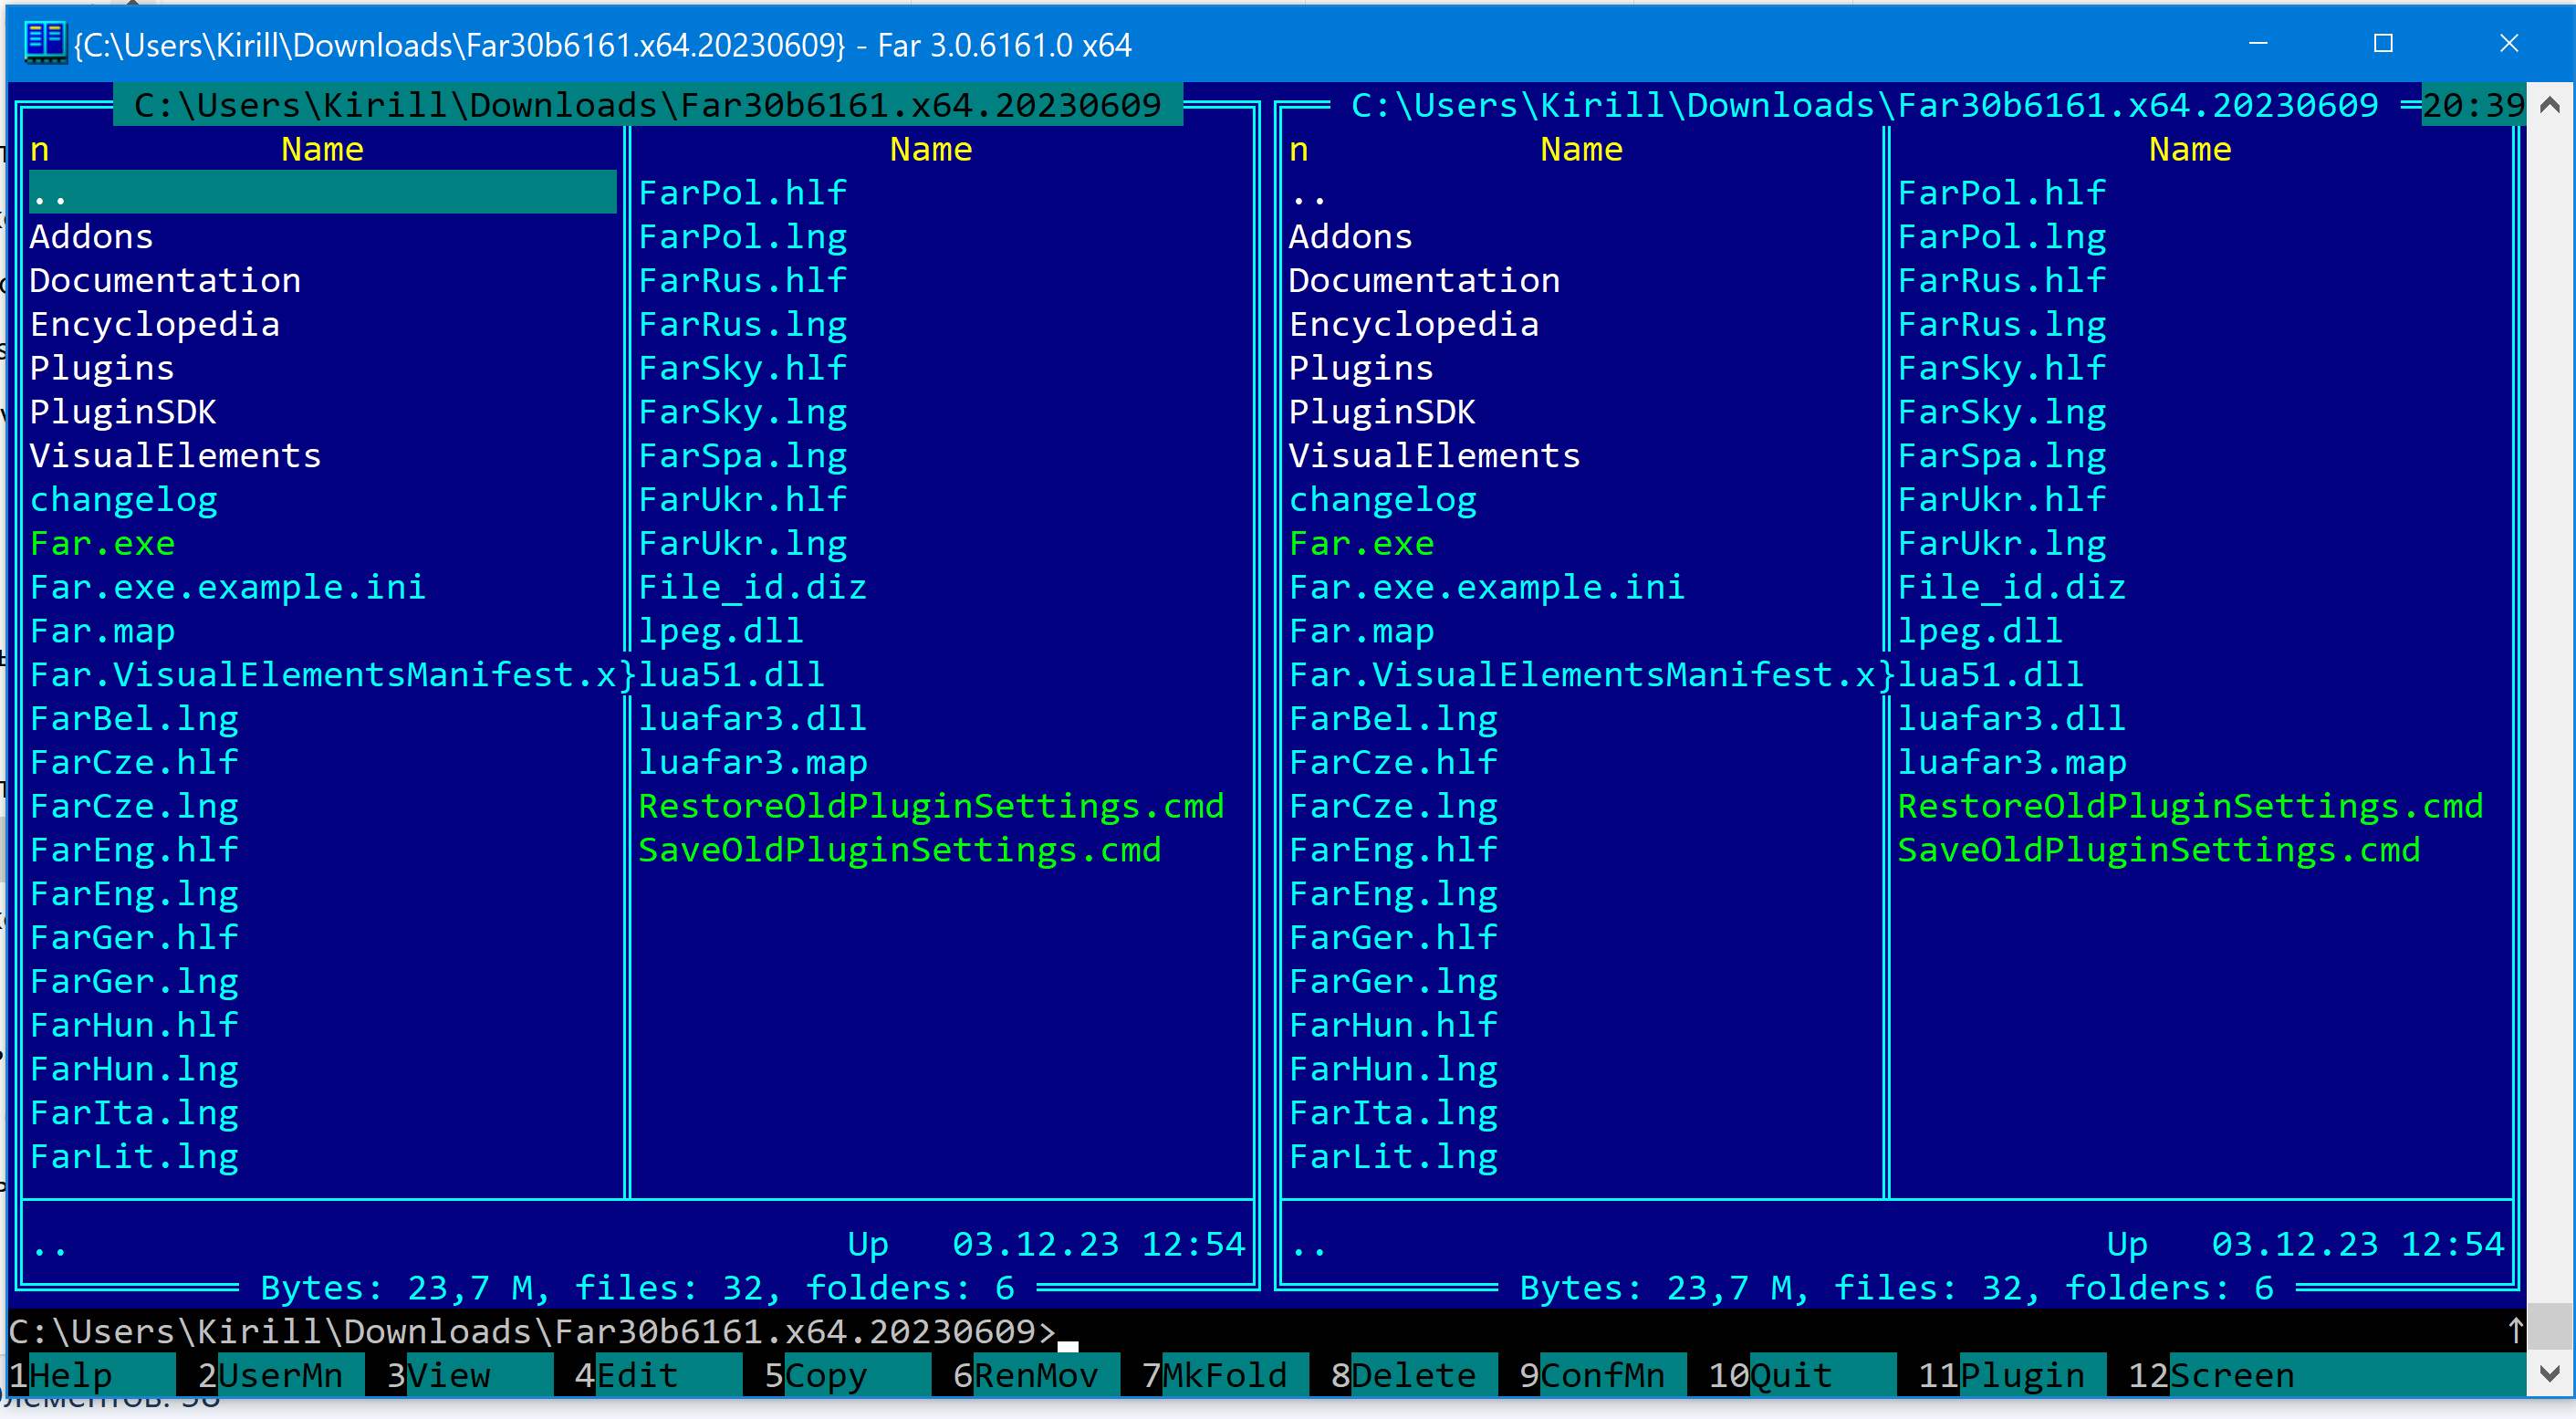 {C:\Users\Kirill\Downloads\Far30b6161.x64.20230609} - Far 3.0.6161.0 x64
C:\Users\Kirill\Downloads\Far30b6161.x64.20230609
n Name Name
..
Addons
Documentation
Encyclopedia
Plugins
PluginSDK
VisualElements
changelog
Far.exe
Far.exe.example.ini
Far.map
Far.VisualElementsManifest.x}
FarBel.lng
FarCze.hlf
FarCze.lng
FarEng.hlf
FarEng.lng
FarGer.hlf
FarGer.lng
FarHun.hlf
FarHun.lng
FarIta.lng
FarLit.lng
FarPol.hlf
FarPol.lng
FarRus.hlf
FarRus.lng
FarSky.hlf
FarSky.lng
FarSpa.lng
FarUkr.hlf
FarUkr.lng
File_id.diz
lpeg.dll
lua51.dll
luafar3.dll
luafar3.map
RestoreOldPluginSettings.cmd
SaveOldPluginSettings.cmd
.. Up 03.12.23 12:54
Bytes: 23,7 M, files: 32, folders: 6
C:\Users\Kirill\Downloads\Far30b6161.x64.20230609 20:39
n Name Name
..
Addons
Documentation
Encyclopedia
Plugins
PluginSDK
VisualElements
changelog
Far.exe
Far.exe.example.ini
Far.map
Far.VisualElementsManifest.x}
FarBel.lng
FarCze.hlf
FarCze.lng
FarEng.hlf
FarEng.lng
FarGer.hlf
FarGer.lng
FarHun.hlf
FarHun.lng
FarIta.lng
FarLit.lng
FarPol.hlf
FarPol.lng
FarRus.hlf
FarRus.lng
FarSky.hlf
FarSky.lng
FarSpa.lng
FarUkr.hlf
FarUkr.lng
File_id.diz
lpeg.dll
lua51.dll
luafar3.dll
luafar3.map
RestoreOldPluginSettings.cmd
SaveOldPluginSettings.cmd
.. Up 03.12.23 12:54
Bytes: 23,7 M, files: 32, folders: 6
C:\Users\Kirill\Downloads\Far30b6161.x64.20230609>_ ↑
1Help 2UserMn 3View 4Edit 5Copy 6RenMov 7MkFold 8Delete 9ConfMn 10Quit 11Plugin 12Screen